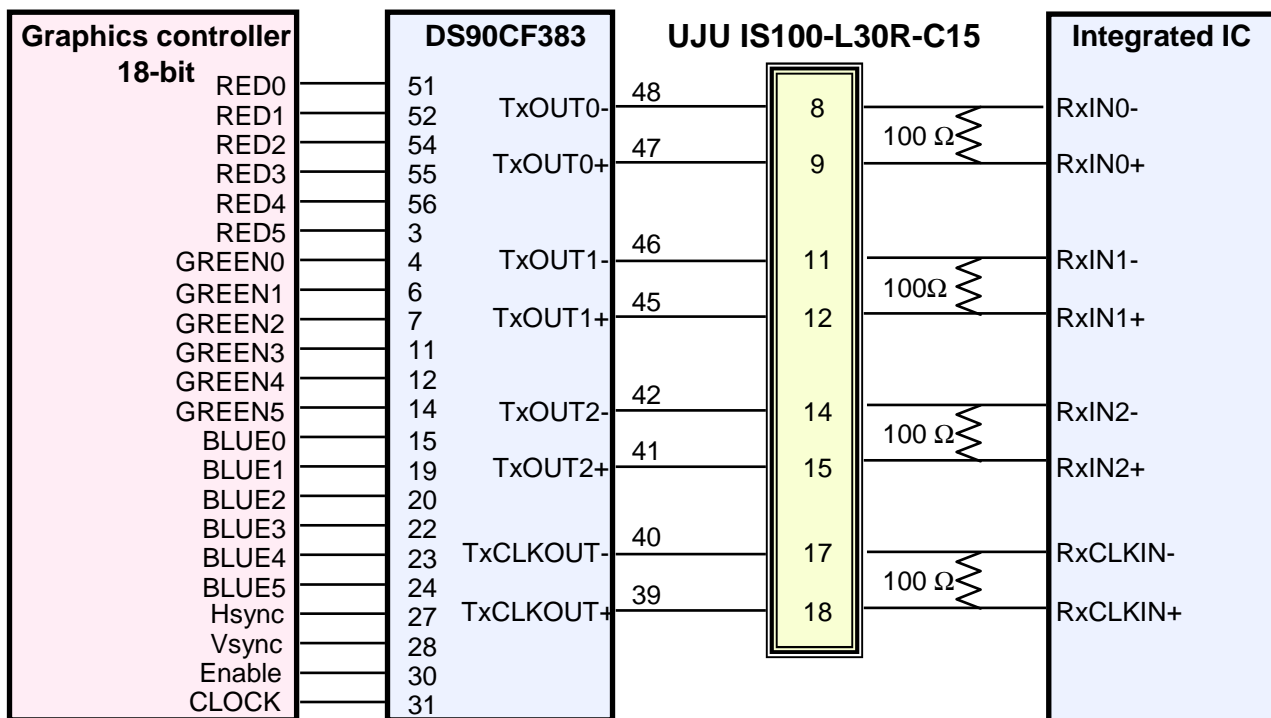 Graphics controller
18-bit
RED0
RED1
RED2
RED3
RED4
RED5
GREEN0
GREEN1
GREEN2
GREEN3
GREEN4
GREEN5
BLUE0
BLUE1
BLUE2
BLUE3
BLUE4
BLUE5
Hsync
Vsync
Enable
CLOCK
DS90CF383
51
52
54
55
56
3
4
6
7
11
12
14
15
19
20
22
23
24
27
28
30
31
TxOUT0-
TxOUT0+
TxOUT1-
TxOUT1+
TxOUT2-
TxOUT2+
TxCLKOUT-
TxCLKOUT+
48
47
46
45
42
41
40
39
UJU IS100-L30R-C15
8
9
11
12
14
15
17
18
100 Ω
100Ω
100 Ω
100 Ω
Integrated IC
RxIN0-
RxIN0+
RxIN1-
RxIN1+
RxIN2-
RxIN2+
RxCLKIN-
RxCLKIN+